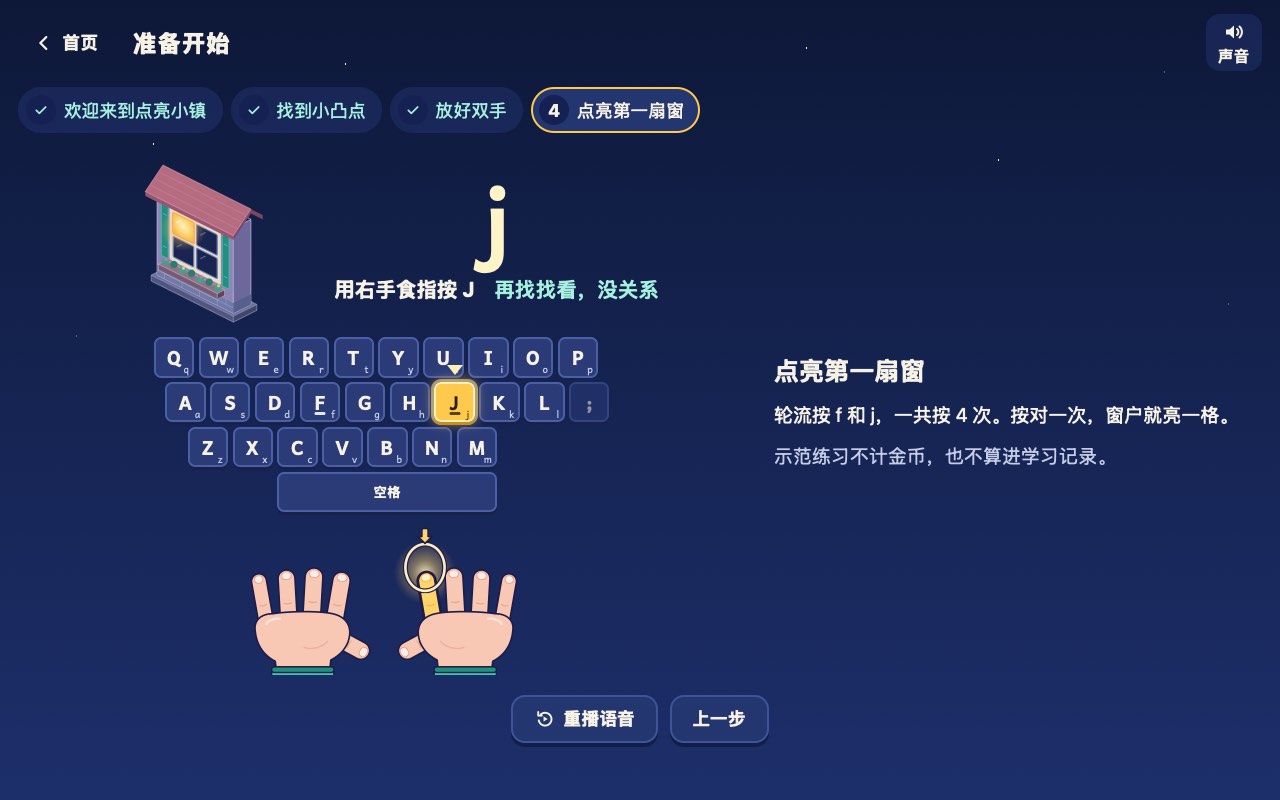 首页
准备开始
声音
欢迎来到点亮小镇
找到小凸点
放好双手
4 点亮第一扇窗
j
用右手食指按 J 再找找看，没关系
Q q W w E e R r T t Y y U I i O o P p
A a S s D d F f G g H h J j K k L l ;
Z z X x C c V v B b N n M m
空格
点亮第一扇窗
轮流按 f 和 j，一共按 4 次。按对一次，窗户就亮一格。
示范练习不计金币，也不算进学习记录。
重播语音
上一步